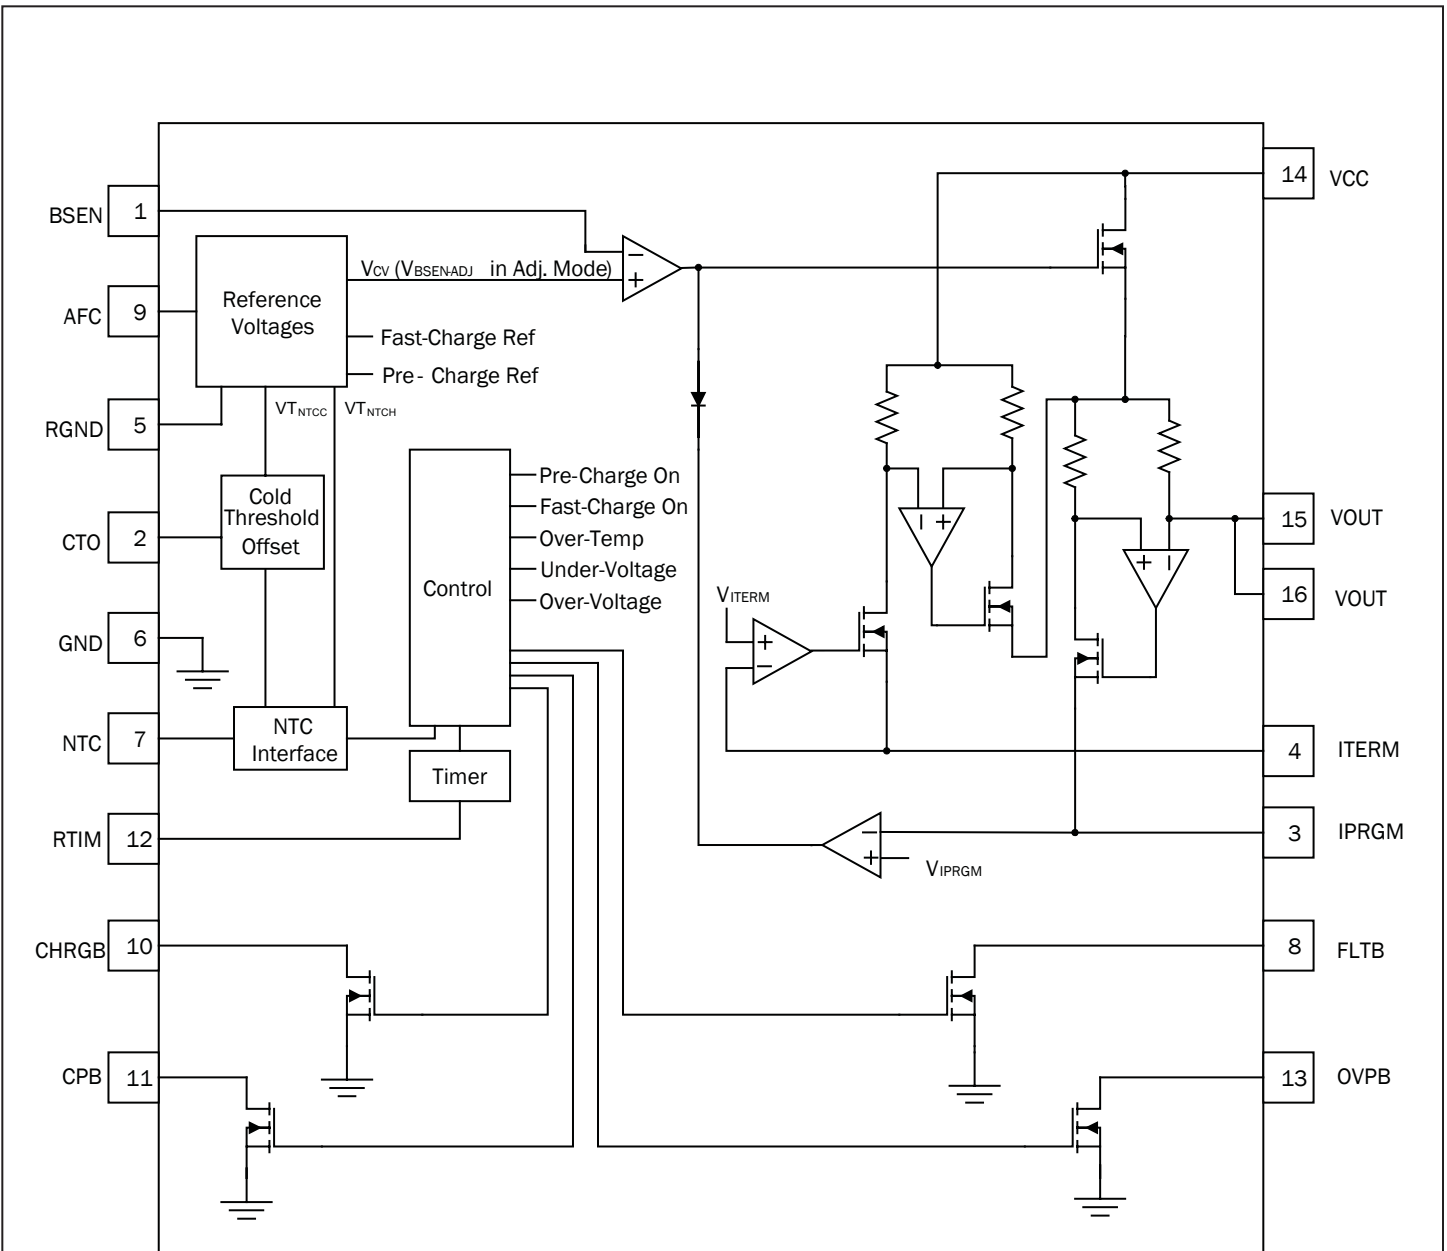 14 VCC
BSEN 1
VCV (VBSEN-ADJ in Adj. Mode)
−
+
AFC 9
Reference
Voltages
Fast-Charge Ref
Pre- Charge Ref
VTNTCC VTNTCH
RGND 5
Pre-Charge On
Fast-Charge On
Over-Temp
Under-Voltage
Over-Voltage
Cold
Threshold
Offset
CTO 2
Control
− +
15 VOUT
+ −
16 VOUT
VITERM
+
−
GND 6
NTC 7
NTC
Interface
4 ITERM
Timer
RTIM 12
3 IPRGM
−
+
VIPRGM
CHRGB 10
8 FLTB
CPB 11
13 OVPB